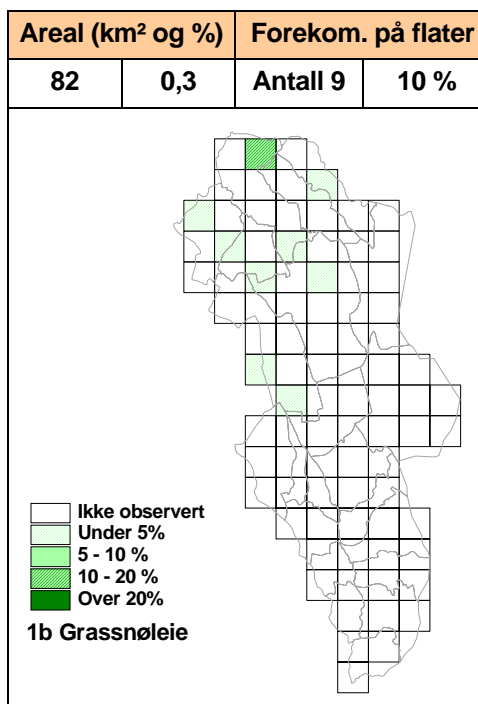 Areal (km² og %) Forekom. på flater
82 0,3 Antall 9 10 %
Ikke observert
Under 5%
5 - 10 %
10 - 20 %
Over 20%
1b Grassnøleie